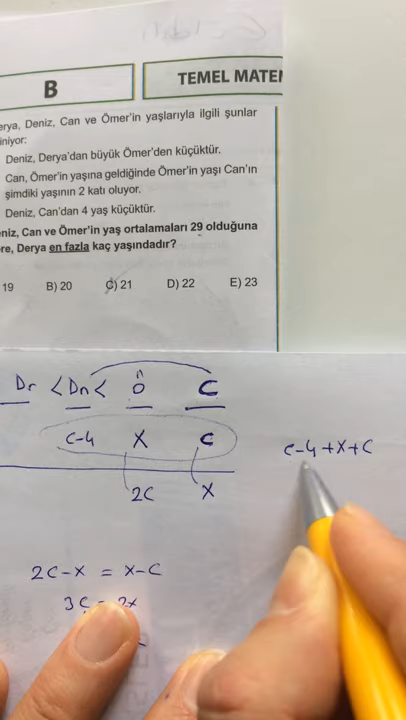 B
TEMEL MATE
erya, Deniz, Can ve Ömer'in yaşlarıyla ilgili şunlar
iniyor:
Deniz, Derya'dan büyük Ömer'den küçüktür.
Can, Ömer'in yaşına geldiğinde Ömer'in yaşı Can'ın
şimdiki yaşının 2 katı oluyor.
Deniz, Can'dan 4 yaş küçüktür.
eniz, Can ve Ömer'in yaş ortalamaları 29 olduğuna
re, Derya en fazla kaç yaşındadır?
19 B) 20 C) 21 D) 22 E) 23
Dr < Dn < Ö C
C-4 X C
C-4+X+C
2C X
2C-X = X-C
3C = 2X